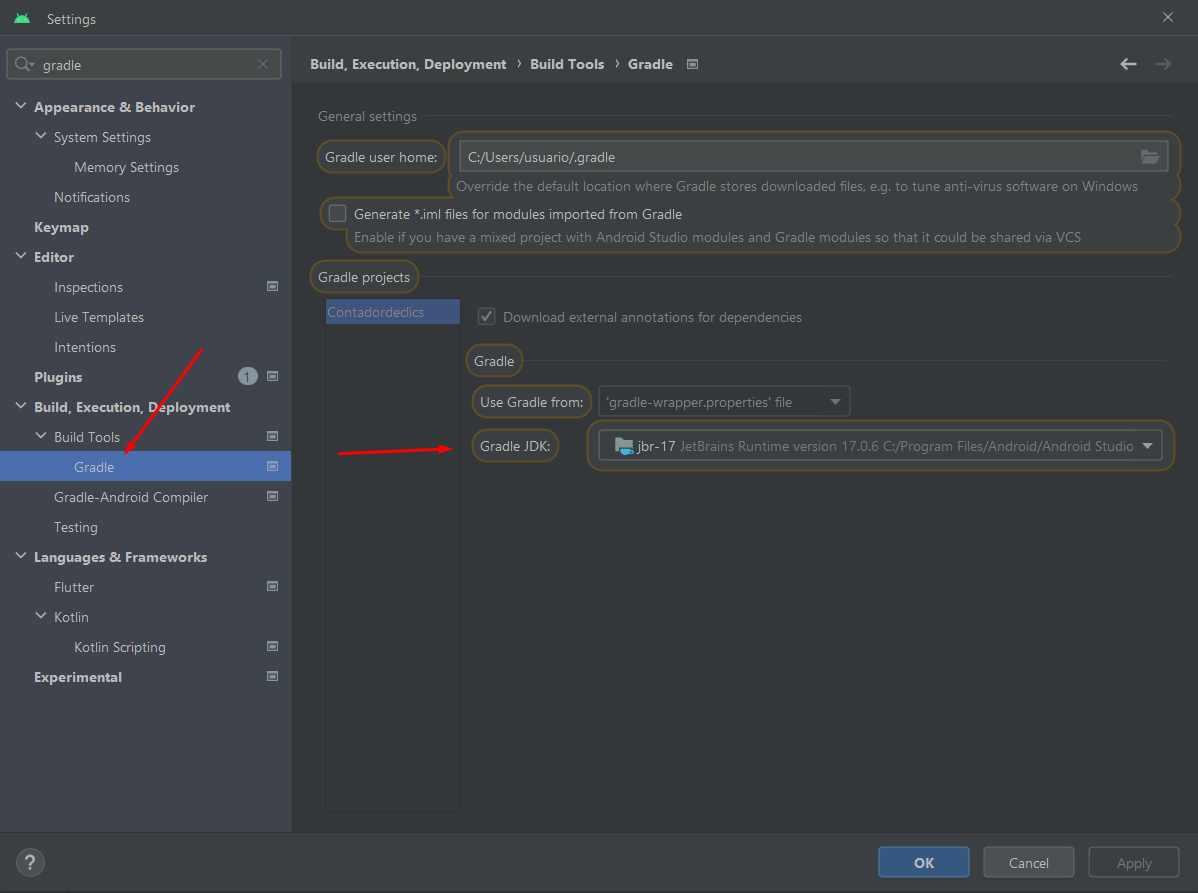 Settings
gradle
Appearance & Behavior
System Settings
Memory Settings
Notifications
Keymap
Editor
Inspections
Live Templates
Intentions
Plugins 1
Build, Execution, Deployment
Build Tools
Gradle
Gradle-Android Compiler
Testing
Languages & Frameworks
Flutter
Kotlin
Kotlin Scripting
Experimental
Build, Execution, Deployment › Build Tools › Gradle
General settings
Gradle user home: C:/Users/usuario/.gradle
Override the default location where Gradle stores downloaded files, e.g. to tune anti-virus software on Windows
Generate *.iml files for modules imported from Gradle
Enable if you have a mixed project with Android Studio modules and Gradle modules so that it could be shared via VCS
Gradle projects
Contadordeclics
Download external annotations for dependencies
Gradle
Use Gradle from: 'gradle-wrapper.properties' file
Gradle JDK: jbr-17 JetBrains Runtime version 17.0.6 C:/Program Files/Android/Android Studio
?
OK
Cancel
Apply